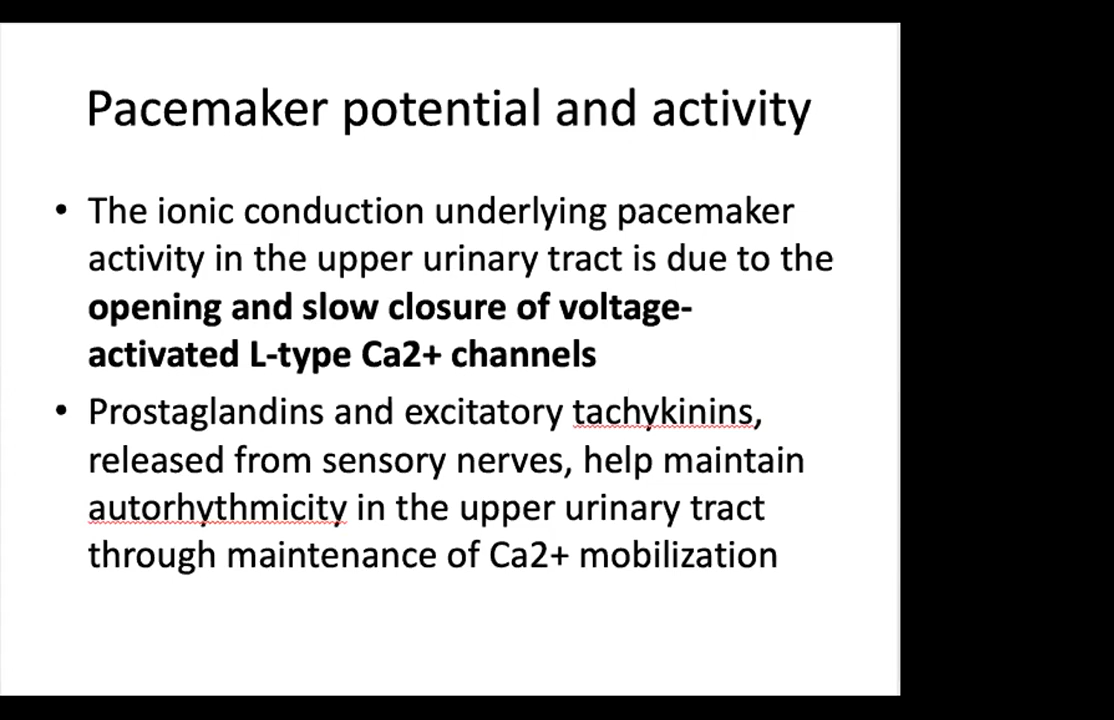 Pacemaker potential and activity
• The ionic conduction underlying pacemaker
activity in the upper urinary tract is due to the
opening and slow closure of voltage-
activated L-type Ca2+ channels
• Prostaglandins and excitatory tachykinins,
released from sensory nerves, help maintain
autorhythmicity in the upper urinary tract
through maintenance of Ca2+ mobilization